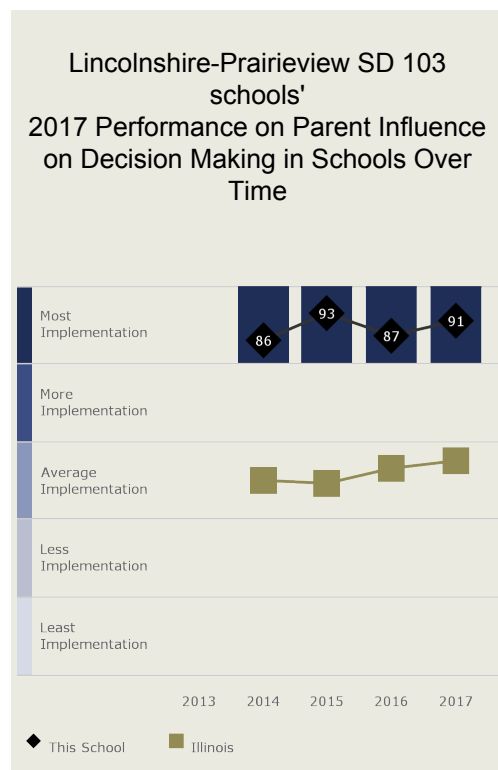 Lincolnshire-Prairieview SD 103
schools'
2017 Performance on Parent Influence
on Decision Making in Schools Over
Time
Most
Implementation
86
93
87
91
More
Implementation
Average
Implementation
Less
Implementation
Least
Implementation
2013 2014 2015 2016 2017
This School Illinois